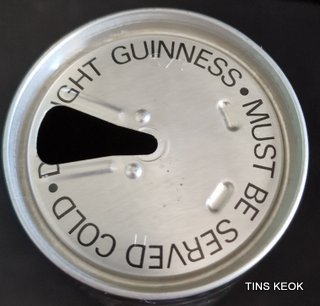 GUINNESS • MUST BE SERVED COLD •
TINS KEOK